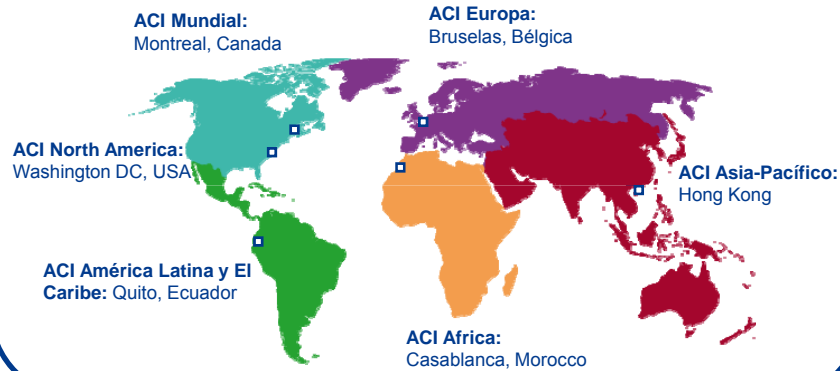 ACI Mundial:
Montreal, Canada
ACI Europa:
Bruselas, Bélgica
ACI North America:
Washington DC, USA
ACI Asia-Pacífico:
Hong Kong
ACI América Latina y El
Caribe: Quito, Ecuador
ACI Africa:
Casablanca, Morocco